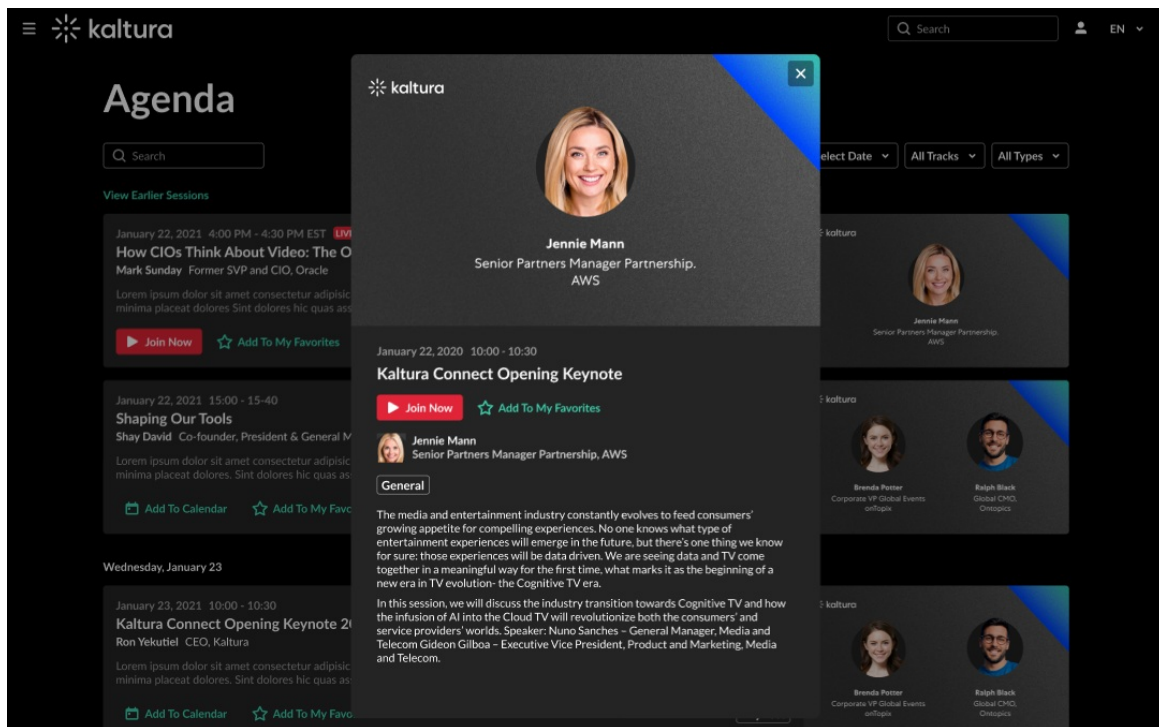 kaltura
Search
EN
Agenda
Search
elect Date
All Tracks
All Types
View Earlier Sessions
January 22, 2021 4:00 PM - 4:30 PM EST LIV
How CIOs Think About Video: The O
Mark Sunday Former SVP and CIO, Oracle
Lorem ipsum dolor sit amet consectetur adipisic
minima placeat dolores Sint dolores hic quas ass
Join Now
Add To My Favorites
kaltura
Jennie Mann
Senior Partners Manager Partnership.
AWS
January 22, 2021 15:00 - 15-40
Shaping Our Tools
Shay David Co-founder, President & General M
Lorem ipsum dolor sit amet consectetur adipisic
minima placeat dolores. Sint dolores hic quas as
Add To Calendar
Add To My Favo
kaltura
Brenda Potter
Corporate VP Global Events
onTopix
Ralph Black
Global CMO,
Ontopics
Wednesday, January 23
January 23, 2021 10:00 - 10:30
Kaltura Connect Opening Keynote 20
Ron Yekutiel CEO, Kaltura
Lorem ipsum dolor sit amet consectetur adipisic
minima placeat dolores. Sint dolores hic quas as
Add To Calendar
Add To My Favo
kaltura
Brenda Potter
Corporate VP Global Events
onTopix
Ralph Black
Global CMO,
Ontopics
kaltura
Jennie Mann
Senior Partners Manager Partnership.
AWS
January 22, 2020 10:00 - 10:30
Kaltura Connect Opening Keynote
Join Now
Add To My Favorites
Jennie Mann
Senior Partners Manager Partnership, AWS
General
The media and entertainment industry constantly evolves to feed consumers'
growing appetite for compelling experiences. No one knows what type of
entertainment experiences will emerge in the future, but there's one thing we know
for sure: those experiences will be data driven. We are seeing data and TV come
together in a meaningful way for the first time, what marks it as the beginning of a
new era in TV evolution- the Cognitive TV era.
In this session, we will discuss the industry transition towards Cognitive TV and how
the infusion of AI into the Cloud TV will revolutionize both the consumers' and
service providers' worlds. Speaker: Nuno Sanches – General Manager, Media and
Telecom Gideon Gilboa – Executive Vice President, Product and Marketing, Media
and Telecom.